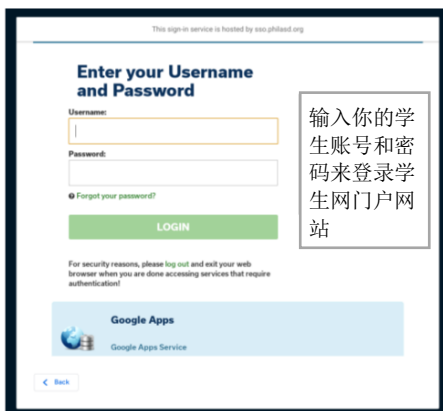 This sign-in service is hosted by sso.philasd.org
Enter your Username
and Password
Username:
Password:
Forgot your password?
LOGIN
For security reasons, please log out and exit your web
browser when you are done accessing services that require
authentication!
Google Apps
Google Apps Service
Back
输入你的学
生账号和密
码来登录学
生网门户网
站